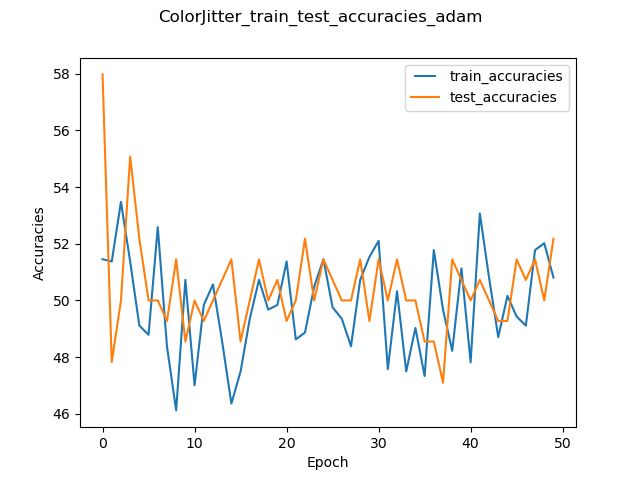 ColorJitter_train_test_accuracies_adam
train_accuracies
test_accuracies
58
56
54
52
50
48
46
Accuracies
0 10 20 30 40 50
Epoch